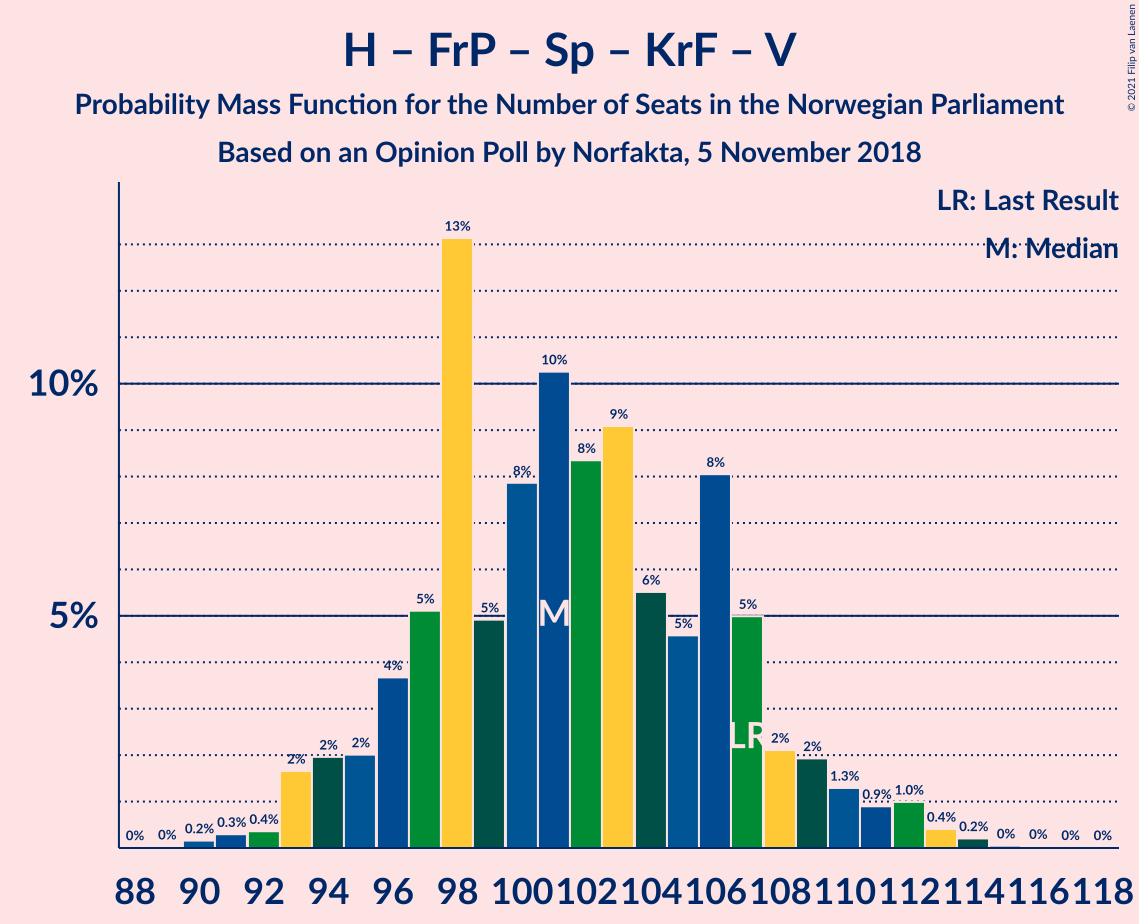 H – FrP – Sp – KrF – V
Probability Mass Function for the Number of Seats in the Norwegian Parliament
Based on an Opinion Poll by Norfakta, 5 November 2018
© 2021 Filip van Laenen
LR: Last Result
M: Median
10%
5%
0% 0% 0.2% 0.3% 0.4% 2% 2% 2% 4% 5% 13% 5% 8% 10% 8% 9% 6% 5% 8% 5% 2% 2% 1.3% 0.9% 1.0% 0.4% 0.2% 0% 0% 0% 0%
M
LR
88 90 92 94 96 98 100 102 104 106 108 110 112 114 116 118